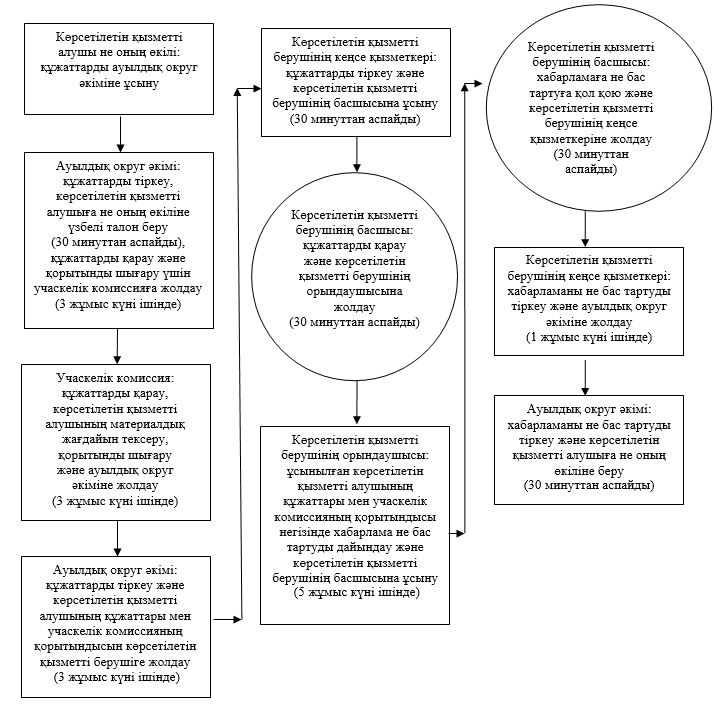 Көрсетілетін қызметті
алушы не оның өкілі:
құжаттарды ауылдық округ
әкіміне ұсыну
Ауылдық округ әкімі:
құжаттарды тіркеу,
көрсетілетін қызметті
алушыға не оның өкіліне
үзбелі талон беру
(30 минуттан аспайды),
құжаттарды қарау және
қорытынды шығару үшін
учаскелік комиссияға жолдау
(3 жұмыс күні ішінде)
Учаскелік комиссия:
құжаттарды қарау,
көрсетілетін қызметті
алушының материалдық
жағдайын тексеру,
қорытынды шығару
және ауылдық округ
әкіміне жолдау
(3 жұмыс күні ішінде)
Ауылдық округ әкімі:
құжаттарды тіркеу және
көрсетілетін қызметті
алушының құжаттары мен
учаскелік комиссияның
қорытындысын көрсетілетін
қызметті берушіге жолдау
(3 жұмыс күні ішінде)
Көрсетілетін қызметті
берушінің кеңсе қызметкері:
құжаттарды тіркеу және
көрсетілетін қызметті
берушінің басшысына ұсыну
(30 минуттан аспайды)
Көрсетілетін қызметті
берушінің басшысы:
құжаттарды қарау
және көрсетілетін
қызметті берушінің
орындаушысына
жолдау
(30 минуттан аспайды)
Көрсетілетін қызметті
берушінің орындаушысы:
ұсынылған көрсетілетін
қызметті алушының
құжаттары мен учаскелік
комиссияның қорытындысы
негізінде хабарлама не бас
тартуды дайындау және
көрсетілетін қызметті
берушінің басшысына ұсыну
(5 жұмыс күні ішінде)
Көрсетілетін қызметті
берушінің басшысы:
хабарламаға не бас
тартуға қол қою және
көрсетілетін қызметті
берушінің кеңсе
қызметкеріне жолдау
(30 минуттан
аспайды)
Көрсетілетін қызметті
берушінің кеңсе қызметкері:
хабарламаны не бас тартуды
тіркеу және ауылдық округ
әкіміне жолдау
(1 жұмыс күні ішінде)
Ауылдық округ әкімі:
хабарламаны не бас тартуды
тіркеу және көрсетілетін
қызметті алушыға не оның
өкіліне беру
(30 минуттан аспайды)